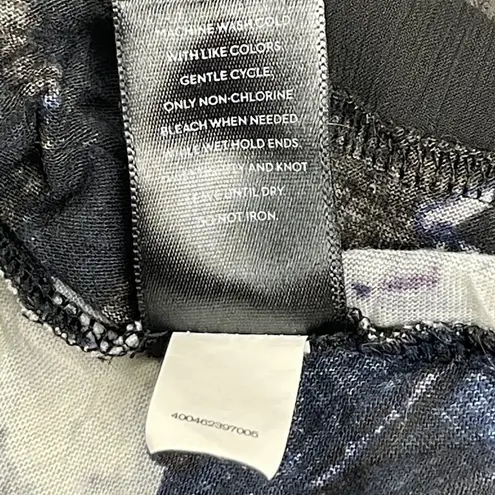 MACHINE WASH COLD
WITH LIKE COLORS.
GENTLE CYCLE;
ONLY NON-CHLORINE
BLEACH WHEN NEEDED.
WHILE WET HOLD ENDS,
AND KNOT
UNTIL DRY.
DO NOT IRON.
400462397005